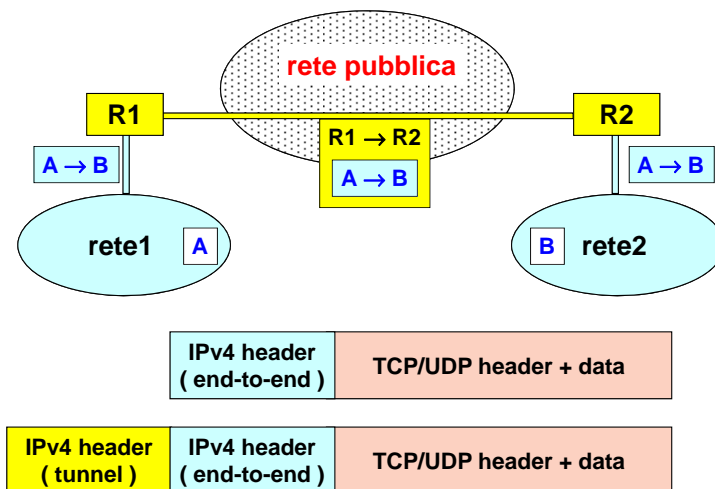 rete pubblica
R1
R2
R1 → R2
A → B
A → B
A → B
rete1
A
B
rete2
IPv4 header
( end-to-end )
TCP/UDP header + data
IPv4 header
( tunnel )
IPv4 header
( end-to-end )
TCP/UDP header + data